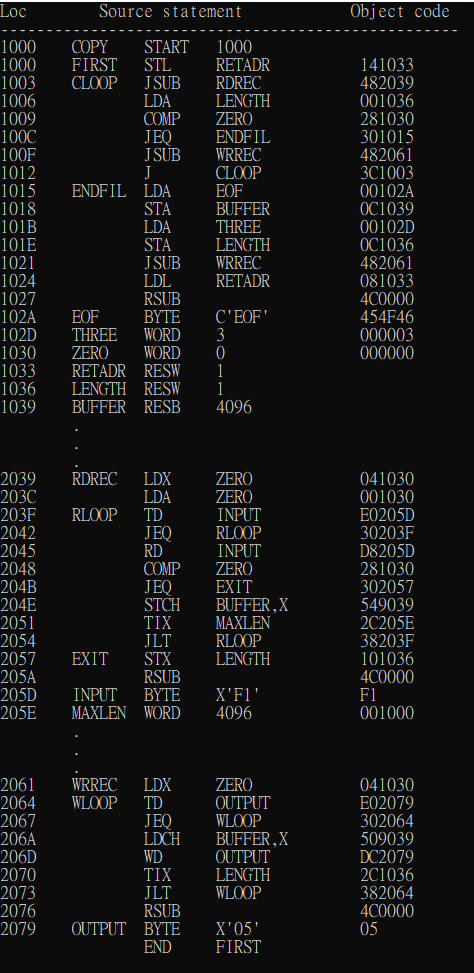 Loc Source statement Object code
---------------------------------------------------
1000 COPY START 1000
1000 FIRST STL RETADR 141033
1003 CLOOP JSUB RDREC 482039
1006 LDA LENGTH 001036
1009 COMP ZERO 281030
100C JEQ ENDFIL 301015
100F JSUB WRREC 482061
1012 J CLOOP 3C1003
1015 ENDFIL LDA EOF 00102A
1018 STA BUFFER 0C1039
101B LDA THREE 00102D
101E STA LENGTH 0C1036
1021 JSUB WRREC 482061
1024 LDL RETADR 081033
1027 RSUB 4C0000
102A EOF BYTE C'EOF' 454F46
102D THREE WORD 3 000003
1030 ZERO WORD 0 000000
1033 RETADR RESW 1
1036 LENGTH RESW 1
1039 BUFFER RESB 4096
.
.
.
2039 RDREC LDX ZERO 041030
203C LDA ZERO 001030
203F RLOOP TD INPUT E0205D
2042 JEQ RLOOP 30203F
2045 RD INPUT D8205D
2048 COMP ZERO 281030
204B JEQ EXIT 302057
204E STCH BUFFER,X 549039
2051 TIX MAXLEN 2C205E
2054 JLT RLOOP 38203F
2057 EXIT STX LENGTH 101036
205A RSUB 4C0000
205D INPUT BYTE X'F1' F1
205E MAXLEN WORD 4096 001000
.
.
.
2061 WRREC LDX ZERO 041030
2064 WLOOP TD OUTPUT E02079
2067 JEQ WLOOP 302064
206A LDCH BUFFER,X 509039
206D WD OUTPUT DC2079
2070 TIX LENGTH 2C1036
2073 JLT WLOOP 382064
2076 RSUB 4C0000
2079 OUTPUT BYTE X'05' 05
END FIRST